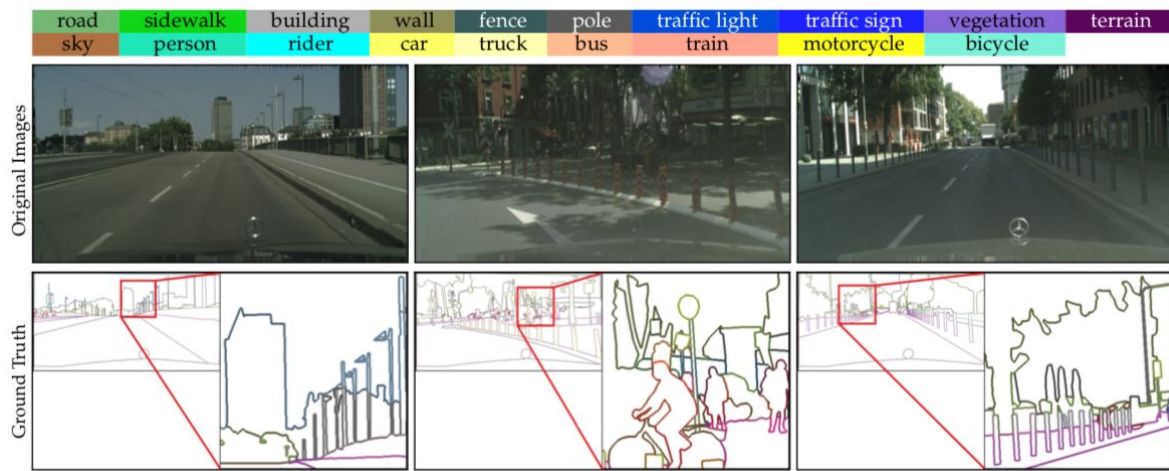 road sidewalk building wall fence pole traffic light traffic sign vegetation terrain
sky person rider car truck bus train motorcycle bicycle
Original Images
Ground Truth